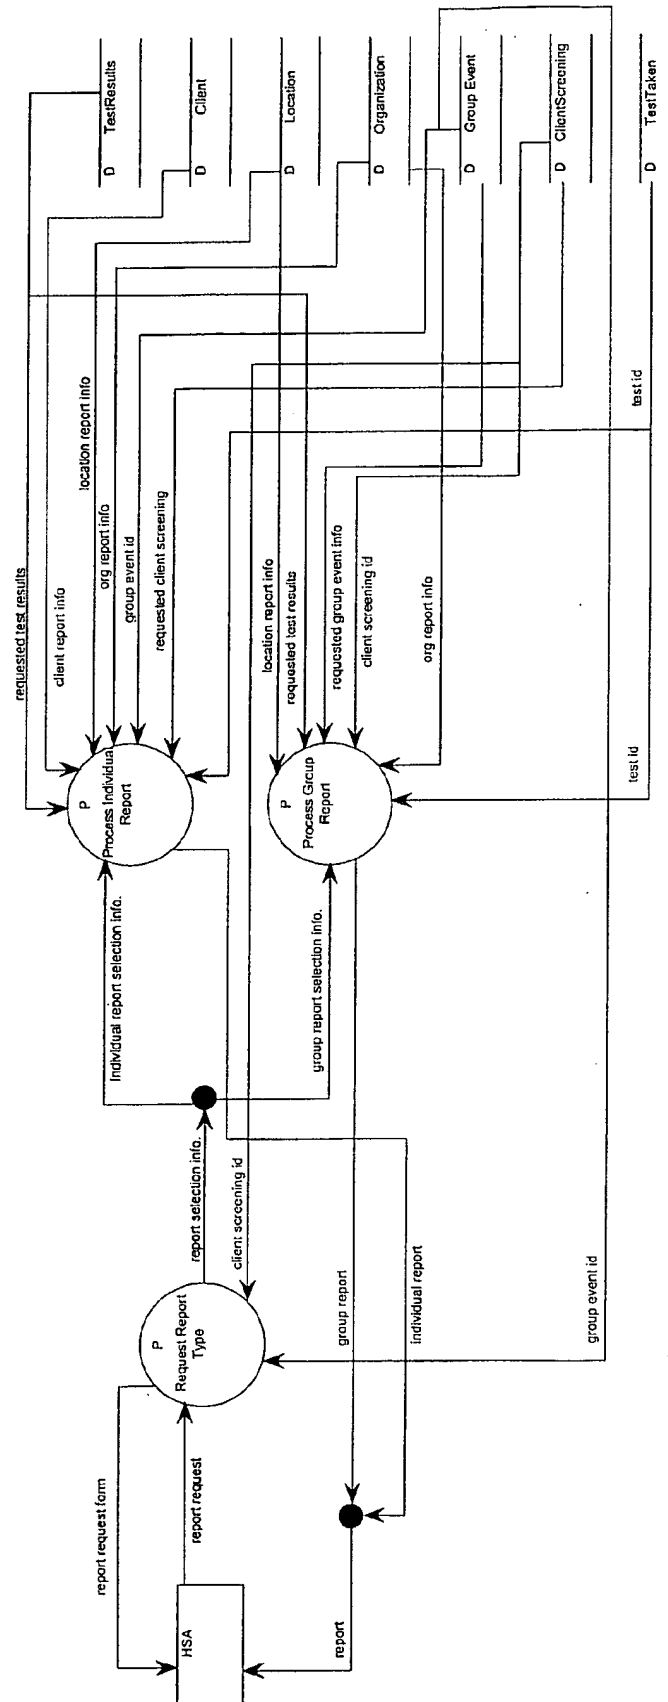 HSA
report request form
report request
report
P
Request Report
Type
report selection info.
client screening id
group report
individual report
group event id
Individual report selection info.
group report selection info.
P
Process Individual
Report
P
Process Group
Report
requested test results
client report info
location report info
org report info
group event id
requested client screening
location report info
requested test results
requested group event info
client screening id
org report info
test id
test id
D TestResults
D Client
D Location
D Organization
D Group Event
D ClientScreening
D TestTaken